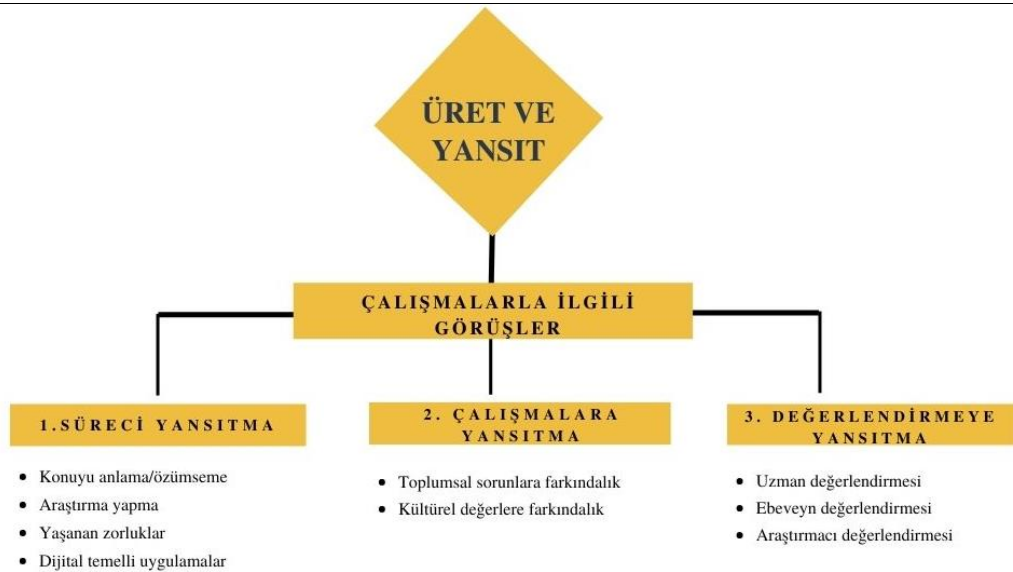 ÜRET VE
YANSIT
ÇALIŞMALARLA İLGİLİ
GÖRÜŞLER
1.SÜRECİ YANSITMA
• Konuyu anlama/özümseme
• Araştırma yapma
• Yaşanan zorluklar
• Dijital temelli uygulamalar
2. ÇALIŞMALARA
YANSITMA
• Toplumsal sorunlara farkındalık
• Kültürel değerlere farkındalık
3. DEĞERLENDİRMEYE
YANSITMA
• Uzman değerlendirmesi
• Ebeveyn değerlendirmesi
• Araştırmacı değerlendirmesi